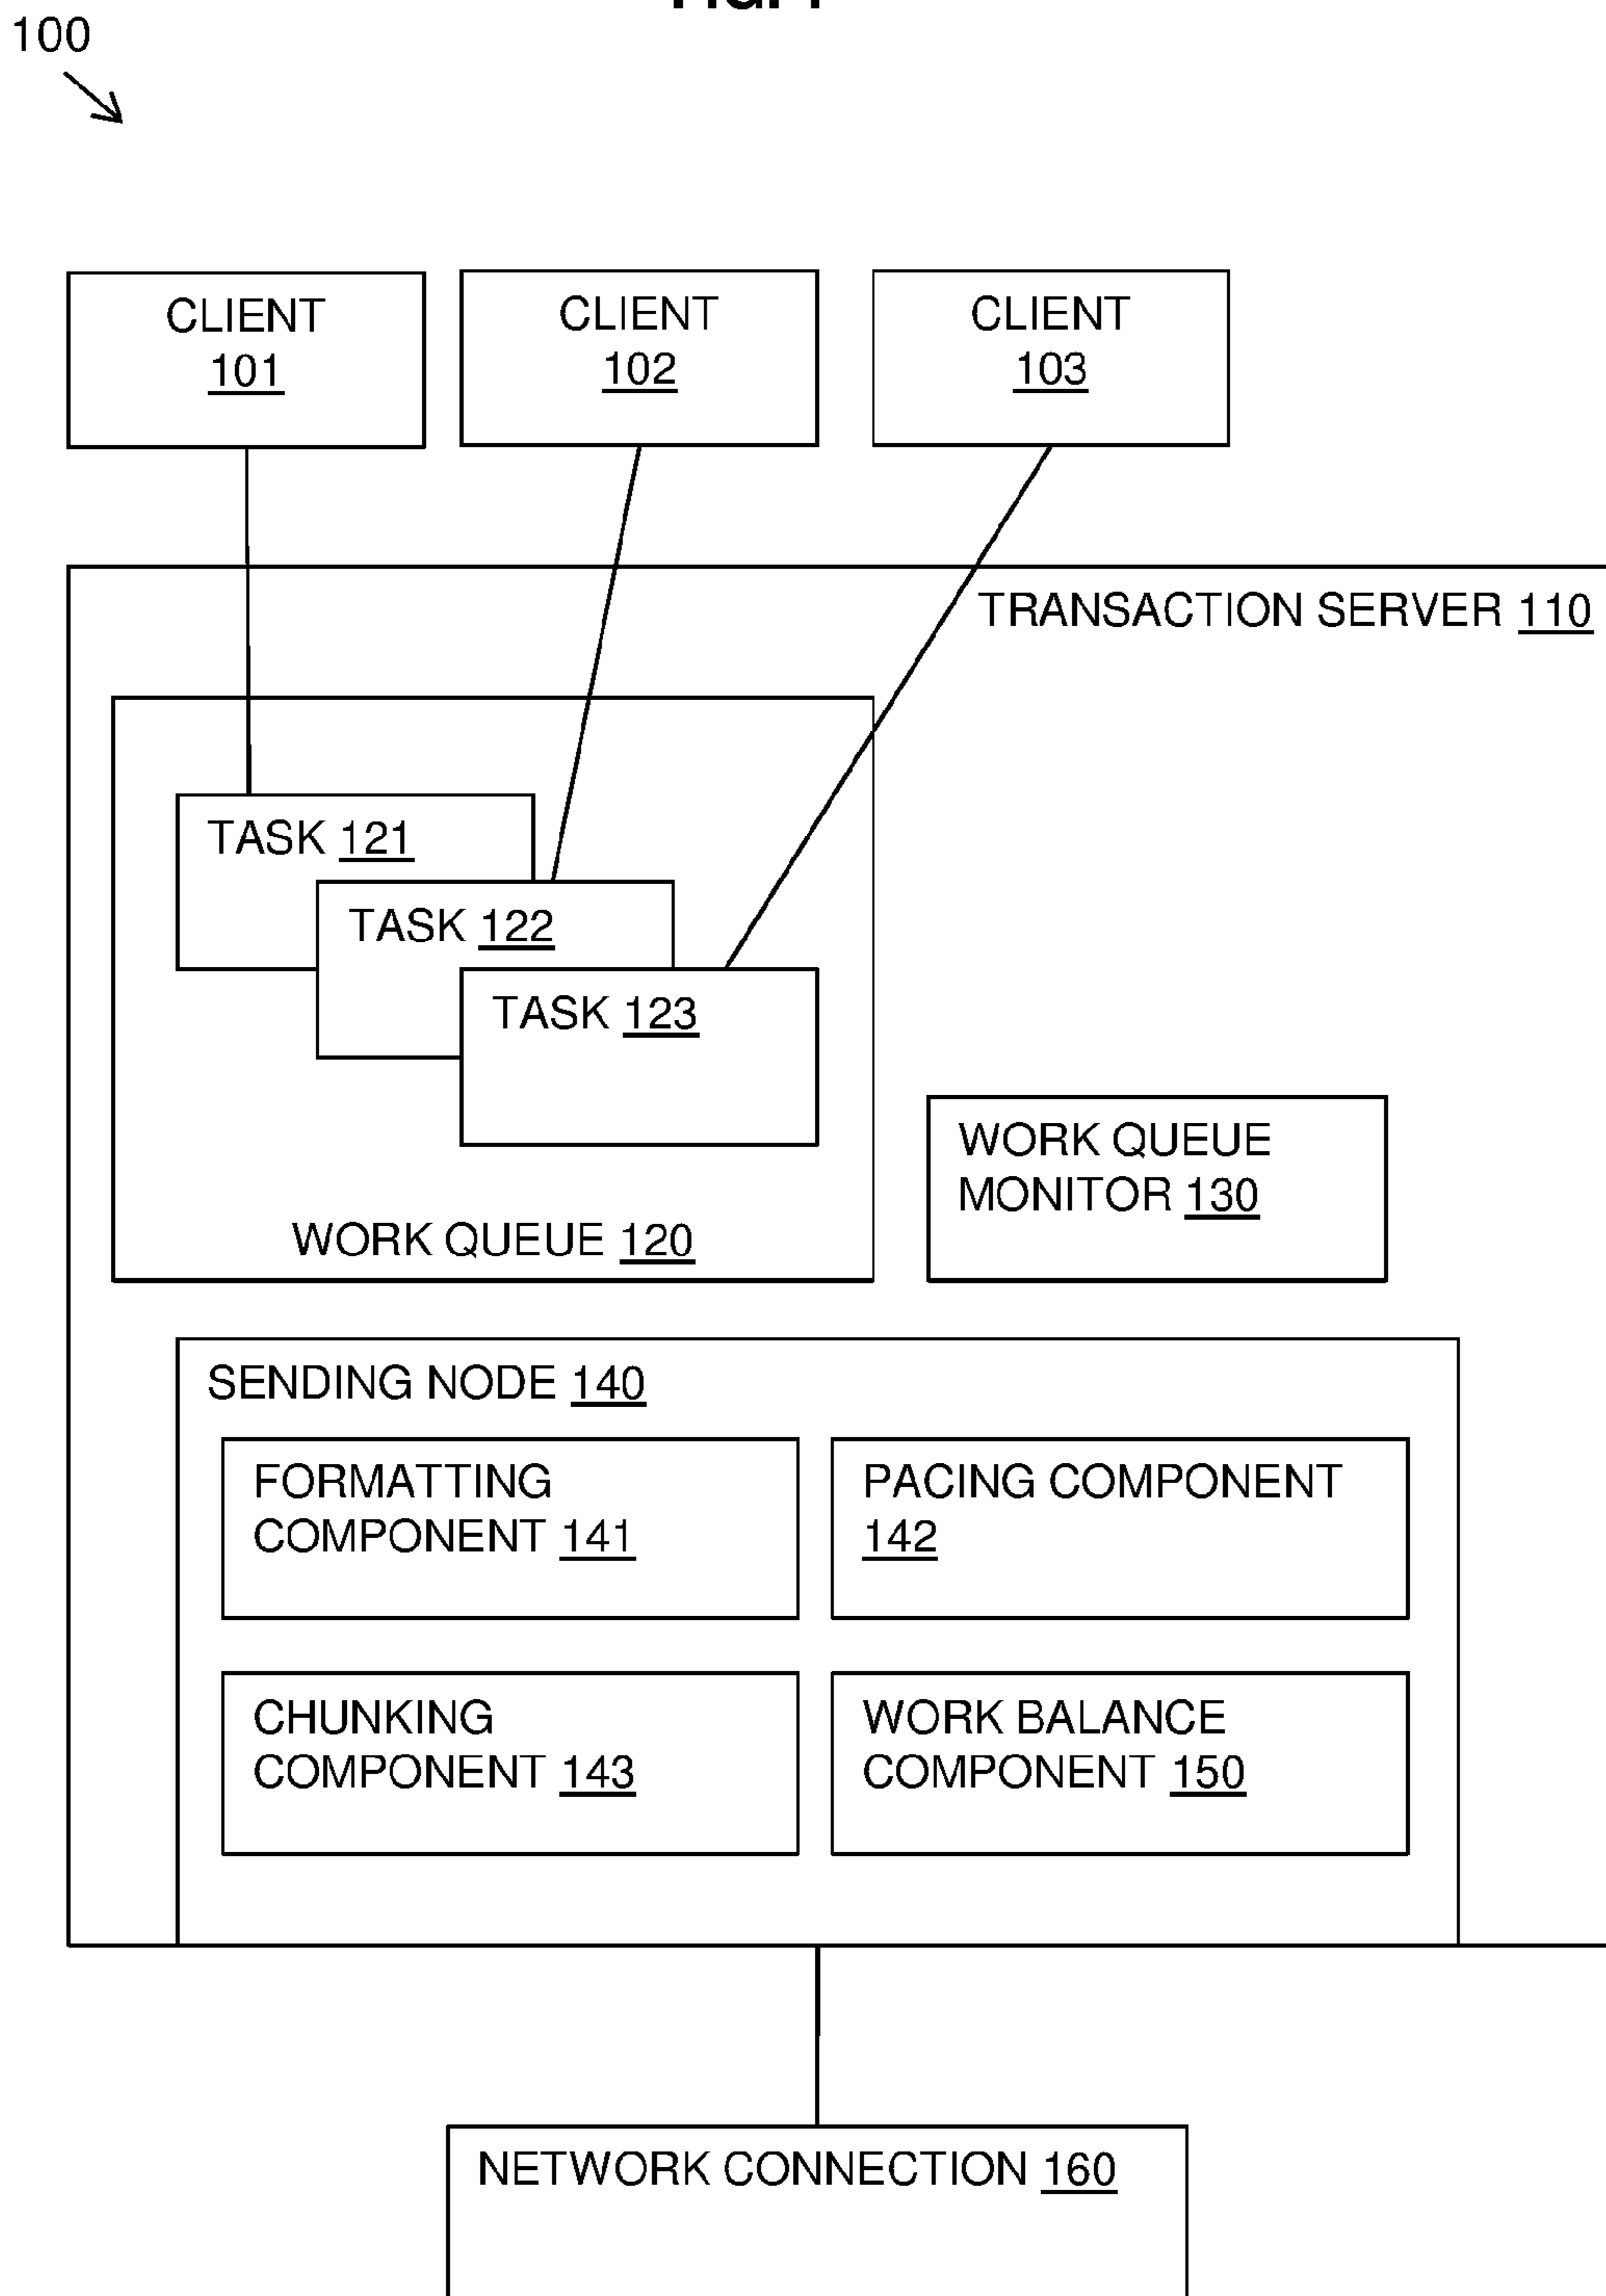 100
CLIENT
101
CLIENT
102
CLIENT
103
TRANSACTION SERVER 110
TASK 121
TASK 122
TASK 123
WORK QUEUE
MONITOR 130
WORK QUEUE 120
SENDING NODE 140
FORMATTING
COMPONENT 141
PACING COMPONENT
142
CHUNKING
COMPONENT 143
WORK BALANCE
COMPONENT 150
NETWORK CONNECTION 160